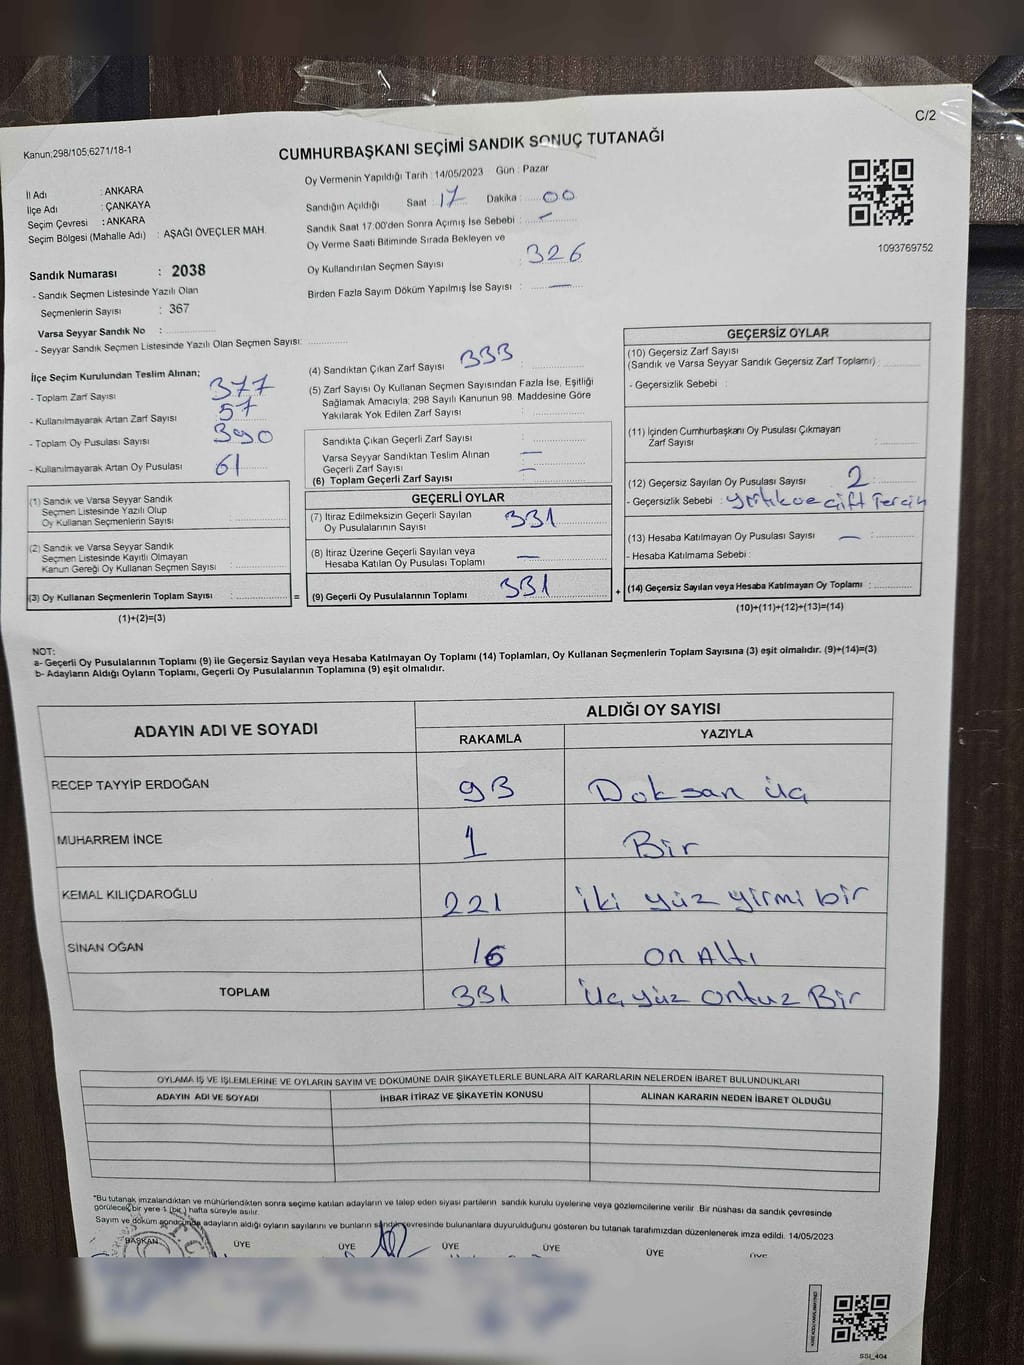 C/2
Kanun,298/105,6271/18-1
CUMHURBAŞKANI SEÇİMİ SANDIK SONUÇ TUTANAĞI
Oy Vermenin Yapıldığı Tarih : 14/05/2023 Gün : Pazar
İl Adı : ANKARA
İlçe Adı : ÇANKAYA
Seçim Çevresi : ANKARA
Seçim Bölgesi (Mahalle Adı) : AŞAĞI ÖVEÇLER MAH.
Sandık Numarası : 2038
- Sandık Seçmen Listesinde Yazılı Olan
Seçmenlerin Sayısı : 367
Varsa Seyyar Sandık No :
- Seyyar Sandık Seçmen Listesinde Yazılı Olan Seçmen Sayısı:
Sandığın Açıldığı Saat : 17 Dakika : 00
Sandık Saat 17:00'den Sonra Açımış İse Sebebi : -
Oy Verme Saati Bitiminde Sırada Bekleyen ve
Oy Kullandırılan Seçmen Sayısı : 326
Birden Fazla Sayım Döküm Yapılmış İse Sayısı : -
1093769752
İlçe Seçim Kurulundan Teslim Alınan;
- Toplam Zarf Sayısı 377
- Kullanılmayarak Artan Zarf Sayısı 57
- Toplam Oy Pusulası Sayısı 390
- Kullanılmayarak Artan Oy Pusulası 61
(1) Sandık ve Varsa Seyyar Sandık
Seçmen Listesinde Yazılı Olup
Oy Kullanan Seçmenlerin Sayısı :
(2) Sandık ve Varsa Seyyar Sandık
Seçmen Listesinde Kayıtlı Olmayan
Kanun Gereği Oy Kullanan Seçmen Sayısı :
(3) Oy Kullanan Seçmenlerin Toplam Sayısı : =
(1)+(2)=(3)
(4) Sandıktan Çıkan Zarf Sayısı 333
(5) Zarf Sayısı Oy Kullanan Seçmen Sayısından Fazla İse, Eşitliği
Sağlamak Amacıyla; 298 Sayılı Kanunun 98. Maddesine Göre
Yakılarak Yok Edilen Zarf Sayısı :
Sandıkta Çıkan Geçerli Zarf Sayısı :
Varsa Seyyar Sandıktan Teslim Alınan
Geçerli Zarf Sayısı : -
(6) Toplam Geçerli Zarf Sayısı : -
GEÇERLİ OYLAR
(7) İtiraz Edilmeksizin Geçerli Sayılan
Oy Pusulalarının Sayısı : 331
(8) İtiraz Üzerine Geçerli Sayılan veya
Hesaba Katılan Oy Pusulası Toplamı : -
(9) Geçerli Oy Pusulalarının Toplamı : 331 +
GEÇERSİZ OYLAR
(10) Geçersiz Zarf Sayısı
(Sandık ve Varsa Seyyar Sandık Geçersiz Zarf Toplamı) :
- Geçersizlik Sebebi :
(11) İçinden Cumhurbaşkanı Oy Pusulası Çıkmayan
Zarf Sayısı :
(12) Geçersiz Sayılan Oy Pusulası Sayısı : 2
- Geçersizlik Sebebi : yırtık ve çift Tercih
(13) Hesaba Katılmayan Oy Pusulası Sayısı : -
- Hesaba Katılmama Sebebi :
(14) Geçersiz Sayılan veya Hesaba Katılmayan Oy Toplamı :
(10)+(11)+(12)+(13)=(14)
NOT:
a- Geçerli Oy Pusulalarının Toplamı (9) ile Geçersiz Sayılan veya Hesaba Katılmayan Oy Toplamı (14) Toplamları, Oy Kullanan Seçmenlerin Toplam Sayısına (3) eşit olmalıdır. (9)+(14)=(3)
b- Adayların Aldığı Oyların Toplamı, Geçerli Oy Pusulalarının Toplamına (9) eşit olmalıdır.
ADAYIN ADI VE SOYADI
ALDIĞI OY SAYISI
RAKAMLA YAZIYLA
RECEP TAYYİP ERDOĞAN 93 Doksan üç
MUHARREM İNCE 1 Bir
KEMAL KILIÇDAROĞLU 221 iki yüz yirmi bir
SİNAN OĞAN 16 on Altı
TOPLAM 331 üç yüz ontuz Bir
OYLAMA İŞ VE İŞLEMLERİNE VE OYLARIN SAYIM VE DÖKÜMÜNE DAİR ŞİKAYETLERLE BUNLARA AİT KARARLARIN NELERDEN İBARET BULUNDUKLARI
ADAYIN ADI VE SOYADI İHBAR İTİRAZ VE ŞİKAYETİN KONUSU ALINAN KARARIN NEDEN İBARET OLDUĞU
*Bu tutanak imzalandıktan ve mühürlendikten sonra seçime katılan adayların ve talep eden siyasi partilerin sandık kurulu üyelerine veya gözlemcilerine verilir. Bir nüshası da sandık çevresinde
görülecek bir yere 1 (bir ) hafta süreyle asılır.
Sayım ve döküm sonucunda adayların aldığı oyların sayılarını ve bunların sandık çevresinde bulunanlara duyurulduğunu gösteren bu tutanak tarafımızdan düzenlenerek imza edildi. 14/05/2023
BAŞKAN ÜYE ÜYE ÜYE ÜYE ÜYE ÜYE
SSİ_404